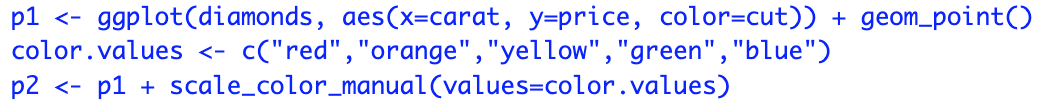 p1 <- ggplot(diamonds, aes(x=carat, y=price, color=cut)) + geom_point()
color.values <- c("red","orange","yellow","green","blue")
p2 <- p1 + scale_color_manual(values=color.values)